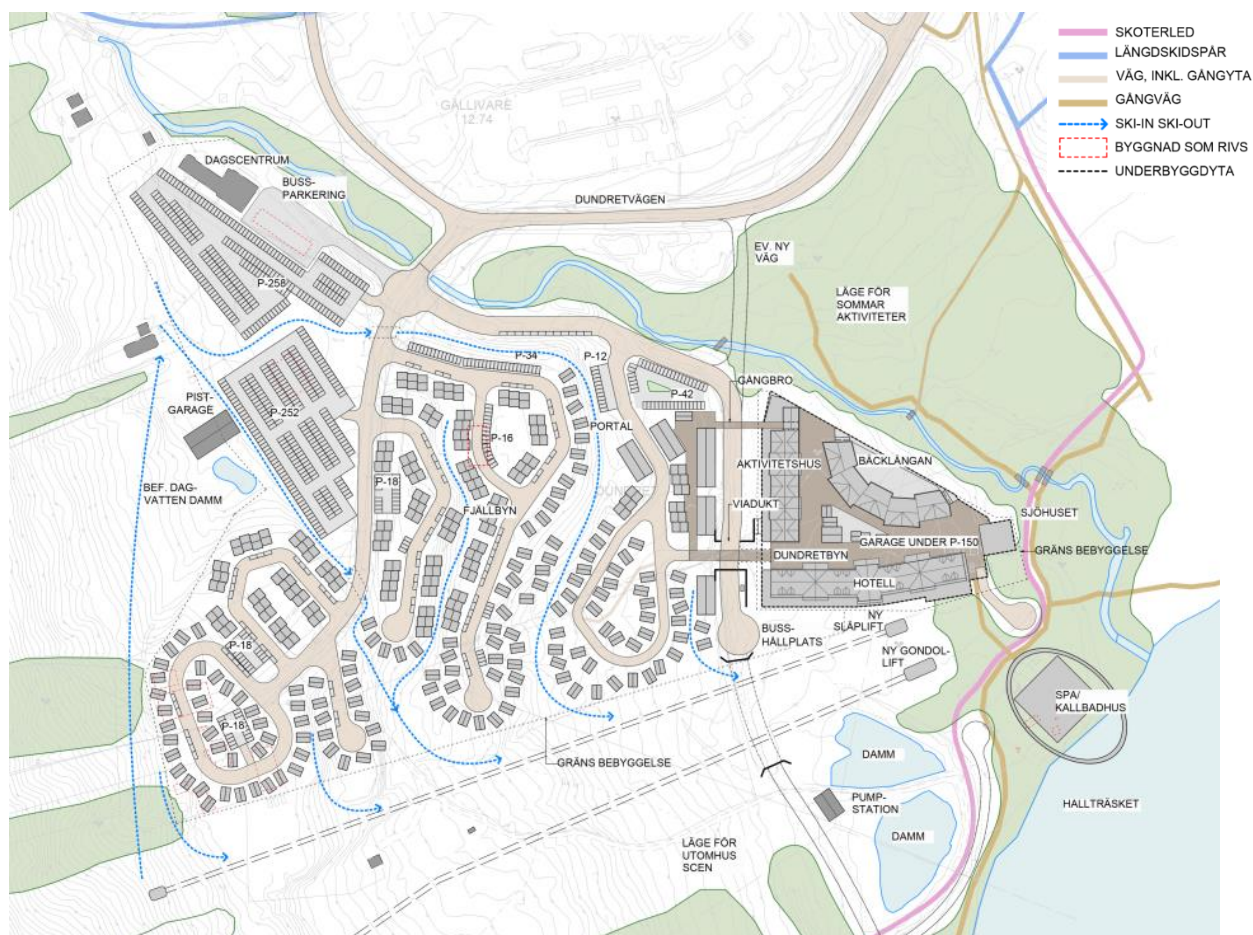 SKOTERLED
LÄNGDSKIDSPÅR
VÄG, INKL. GÅNGYTA
GÅNGVÄG
SKI-IN SKI-OUT
BYGGNAD SOM RIVS
UNDERBYGGDYTA
GÄLLIVARE
12:74
DAGSCENTRUM
BUSS-
PARKERING
DUNDRETVÄGEN
EV. NY
VÄG
P-258
LÄGE FÖR
SOMMAR
AKTIVITETER
P-34
P-12
GÅNGBRO
P-42
PIST-
GARAGE
P-252
PORTAL
P-16
AKTIVITETSHUS
BÄCKLÄNGAN
BEF. DAG-
VATTEN DAMM
P-18
FJÄLLBYN
VIADUKT
SJÖHUSET
GARAGE UNDER P-150
GRÄNS BEBYGGELSE
DUNDRETBYN
HOTELL
NY
SLÄPLIFT
BUSS-
HÅLLPLATS
P-18
NY GONDOL-
LIFT
SPA/
KALLBADHUS
P-18
GRÄNS BEBYGGELSE
DAMM
PUMP-
STATION
HALLTRÄSKET
DAMM
LÄGE FÖR
UTOMHUS
SCEN